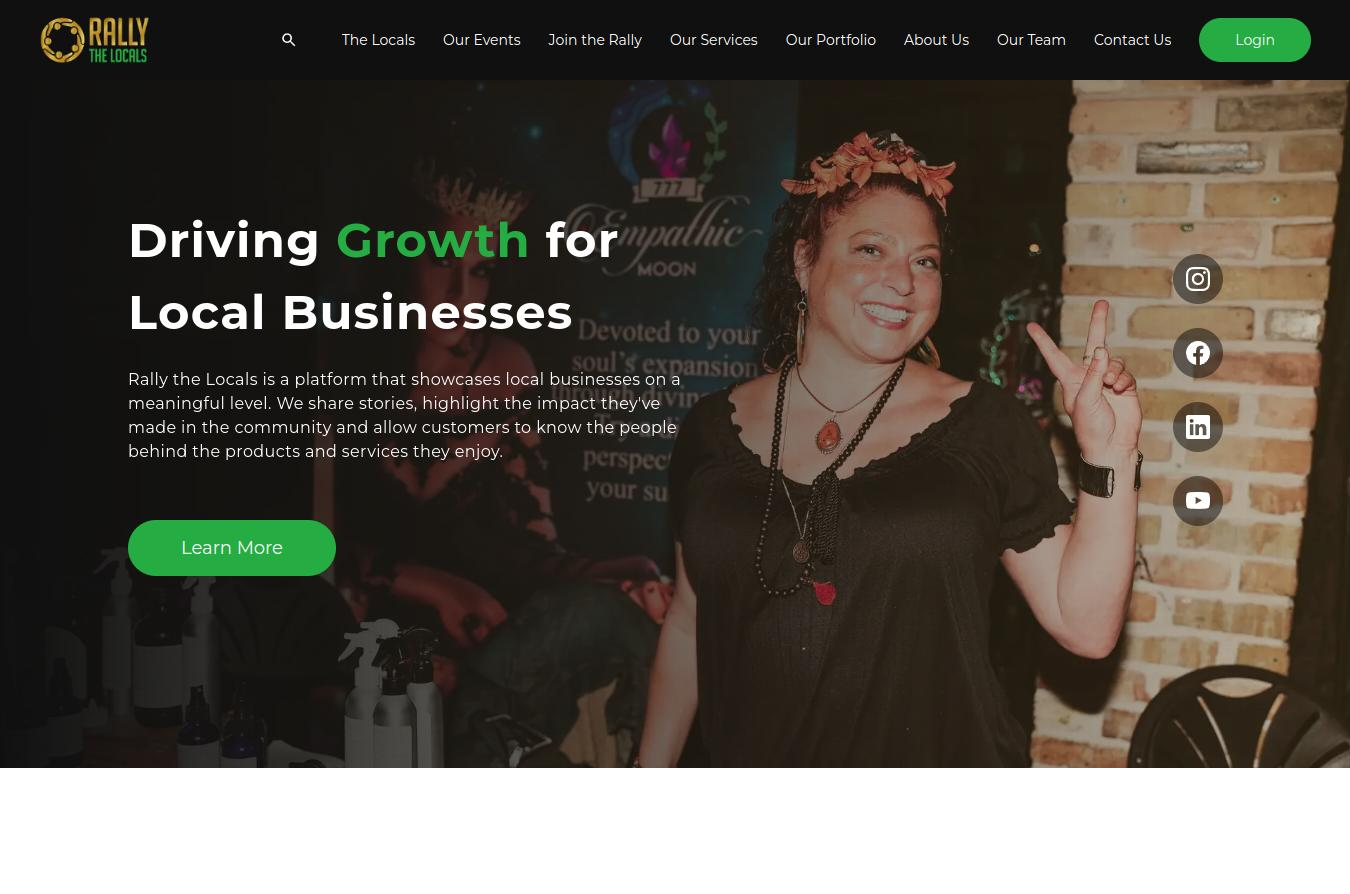 RALLY
THE LOCALS
The Locals
Our Events
Join the Rally
Our Services
Our Portfolio
About Us
Our Team
Contact Us
Login
777
Empathic
MOON
Driving Growth for
Local Businesses
Devoted to your
soul's expansion
through
perspec
your su
Rally the Locals is a platform that showcases local businesses on a
meaningful level. We share stories, highlight the impact they've
made in the community and allow customers to know the people
behind the products and services they enjoy.
Learn More